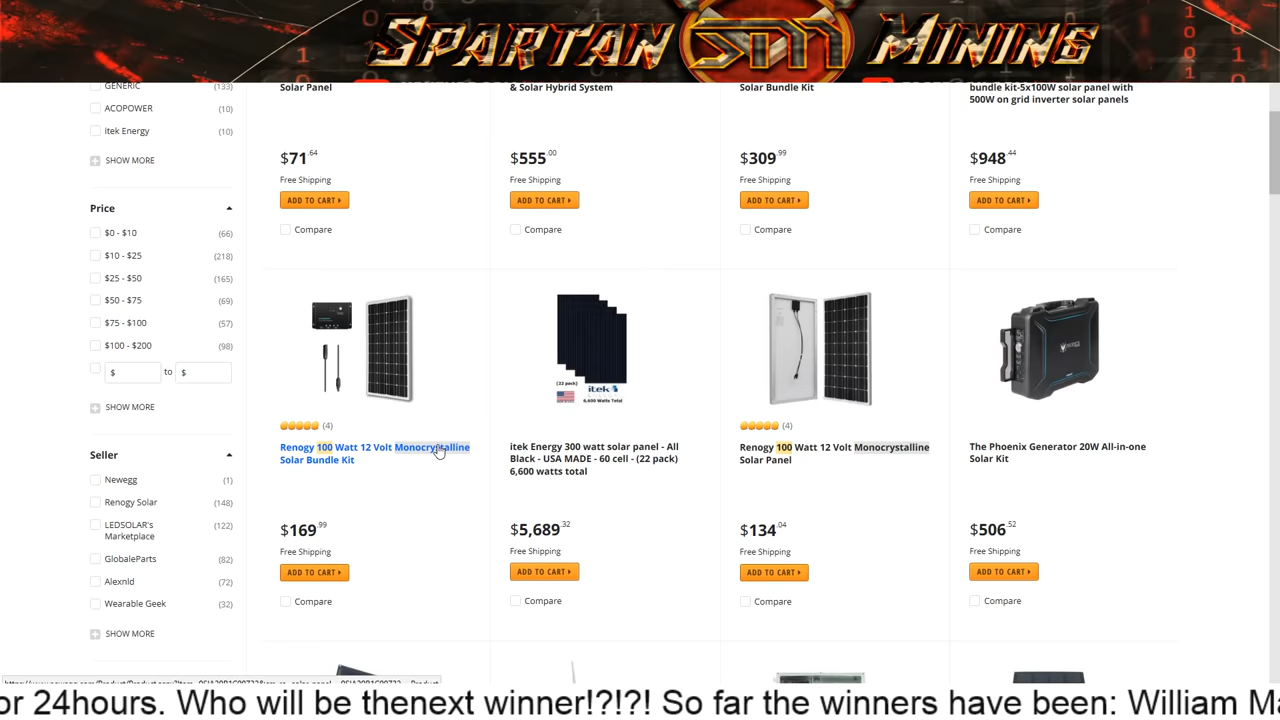 SPARTAN SM MINING
GENERIC (133)
ACOPOWER (10)
itek Energy (10)
SHOW MORE
Price
$0 - $10 (66)
$10 - $25 (218)
$25 - $50 (165)
$50 - $75 (69)
$75 - $100 (57)
$100 - $200 (98)
$ to $
SHOW MORE
Seller
Newegg (1)
Renogy Solar (148)
LEDSOLAR's (122)
Marketplace
GlobaleParts (82)
Alexnld (72)
Wearable Geek (32)
SHOW MORE
Solar Panel
$71.64
Free Shipping
ADD TO CART
Compare
& Solar Hybrid System
$555.00
Free Shipping
ADD TO CART
Compare
Solar Bundle Kit
$309.99
Free Shipping
ADD TO CART
Compare
bundle kit-5x100W solar panel with
500W on grid inverter solar panels
$948.44
Free Shipping
ADD TO CART
Compare
(4)
Renogy 100 Watt 12 Volt Monocrystalline
Solar Bundle Kit
$169.99
Free Shipping
ADD TO CART
Compare
(22 pack)
itek
6,600 Watts Total
itek Energy 300 watt solar panel - All
Black - USA MADE - 60 cell - (22 pack)
6,600 watts total
$5,689.32
Free Shipping
ADD TO CART
Compare
(4)
Renogy 100 Watt 12 Volt Monocrystalline
Solar Panel
$134.04
Free Shipping
ADD TO CART
Compare
The Phoenix Generator 20W All-in-one
Solar Kit
$506.52
Free Shipping
ADD TO CART
Compare
or 24hours. Who will be thenext winner!?!?! So far the winners have been: William Ma